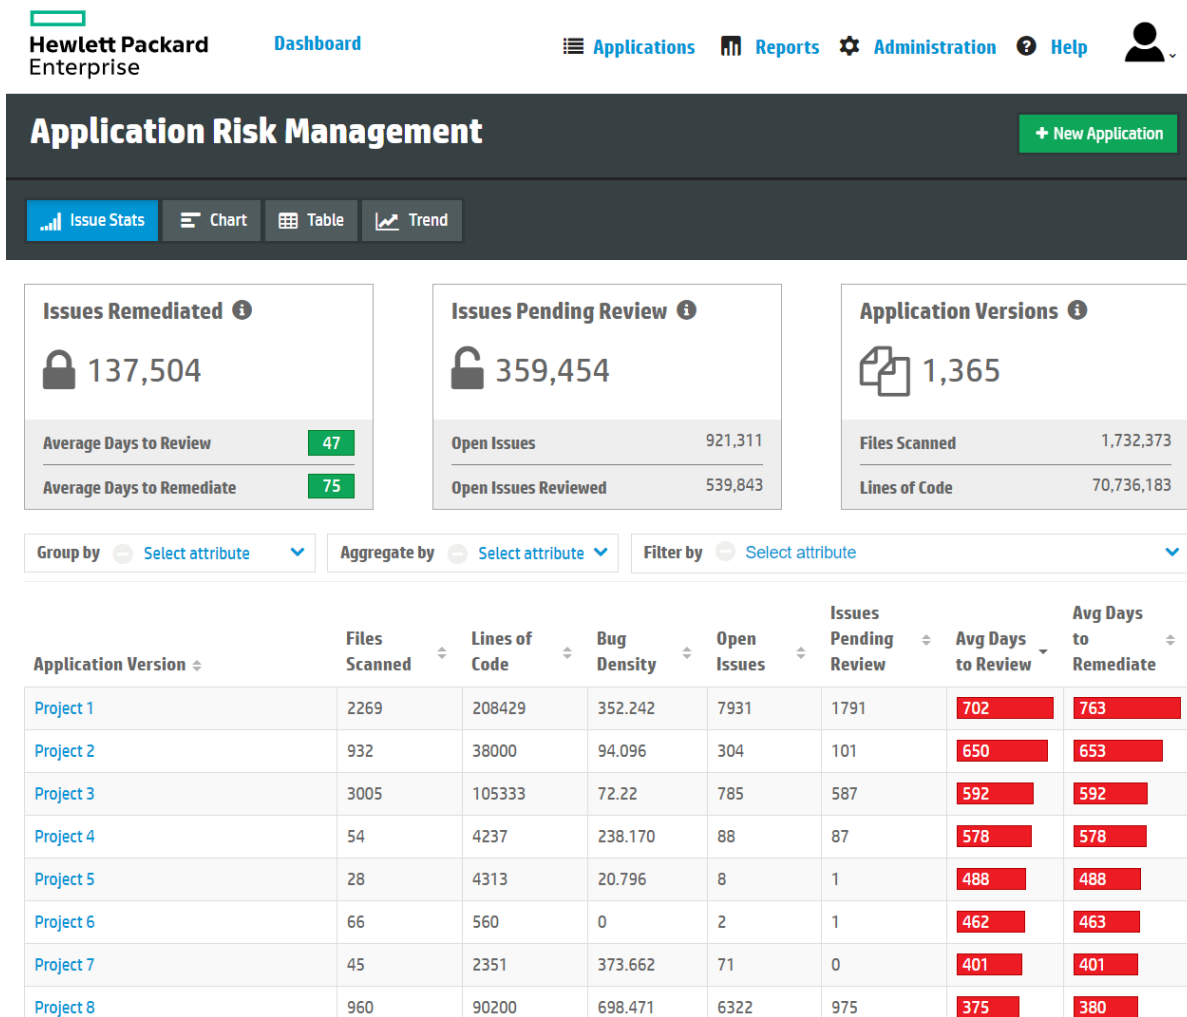 Hewlett Packard
Enterprise
Dashboard
Applications
Reports
Administration
Help
Application Risk Management
+ New Application
Issue Stats
Chart
Table
Trend
Issues Remediated
137,504
Average Days to Review 47
Average Days to Remediate 75
Issues Pending Review
359,454
Open Issues 921,311
Open Issues Reviewed 539,843
Application Versions
1,365
Files Scanned 1,732,373
Lines of Code 70,736,183
Group by Select attribute
Aggregate by Select attribute
Filter by Select attribute
Application Version
Files
Scanned
Lines of
Code
Bug
Density
Open
Issues
Issues
Pending
Review
Avg Days
to Review
Avg Days
to
Remediate
Project 1 2269 208429 352.242 7931 1791 702 763
Project 2 932 38000 94.096 304 101 650 653
Project 3 3005 105333 72.22 785 587 592 592
Project 4 54 4237 238.170 88 87 578 578
Project 5 28 4313 20.796 8 1 488 488
Project 6 66 560 0 2 1 462 463
Project 7 45 2351 373.662 71 0 401 401
Project 8 960 90200 698.471 6322 975 375 380